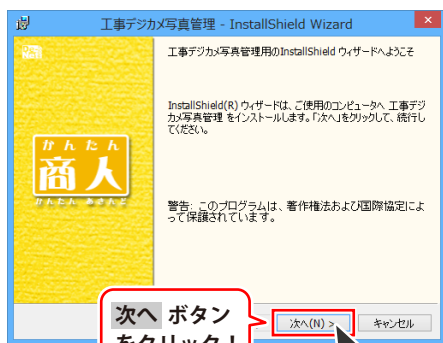 工事デジカメ写真管理 - InstallShield Wizard
工事デジカメ写真管理用のInstallShield ウィザードへようこそ
InstallShield(R) ウィザードは、ご使用のコンピュータへ 工事デジ
カメ写真管理 をインストールします。「次へ」をクリックして、続行し
てください。
かんたん
商人
かんたん あきんど
警告: このプログラムは、著作権法および国際協定によ
って保護されています。
次へ ボタン
をクリック！
次へ(N) >
キャンセル